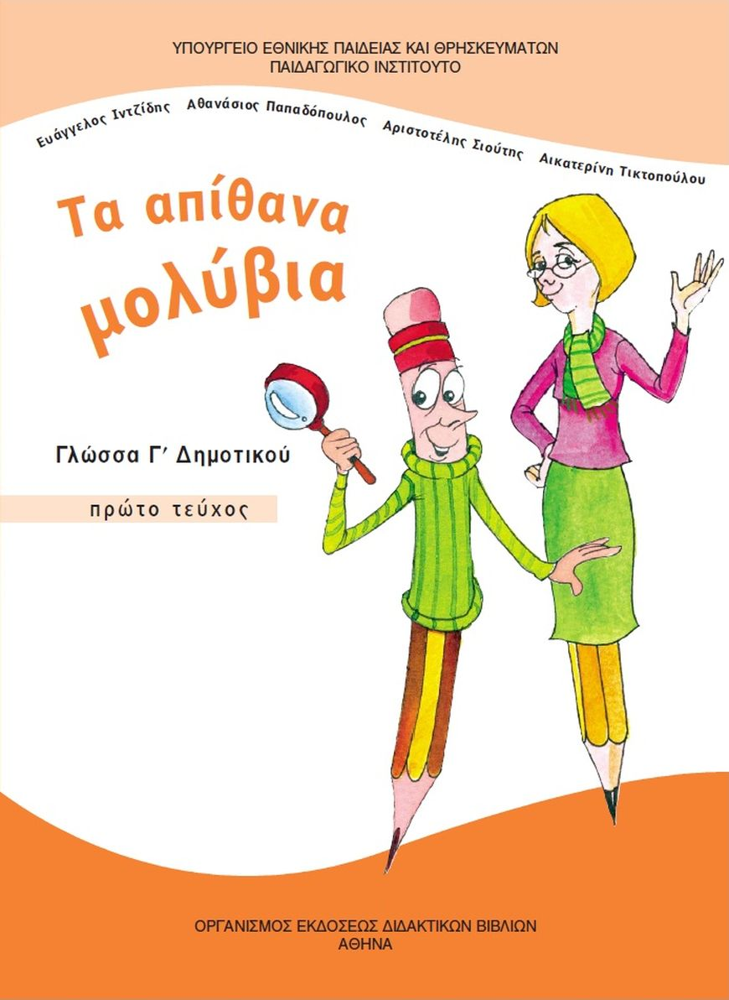 ΥΠΟΥΡΓΕΙΟ ΕΘΝΙΚΗΣ ΠΑΙΔΕΙΑΣ ΚΑΙ ΘΡΗΣΚΕΥΜΑΤΩΝ
ΠΑΙΔΑΓΩΓΙΚΟ ΙΝΣΤΙΤΟΥΤΟ
Ευάγγελος Ιντζίδης Αθανάσιος Παπαδόπουλος Αριστοτέλης Σιούτης Αικατερίνη Τικτοπούλου
Τα απίθανα
μολύβια
Γλώσσα Γ’ Δημοτικού
πρώτο τεύχος
ΟΡΓΑΝΙΣΜΟΣ ΕΚΔΟΣΕΩΣ ΔΙΔΑΚΤΙΚΩΝ ΒΙΒΛΙΩΝ
ΑΘΗΝΑ